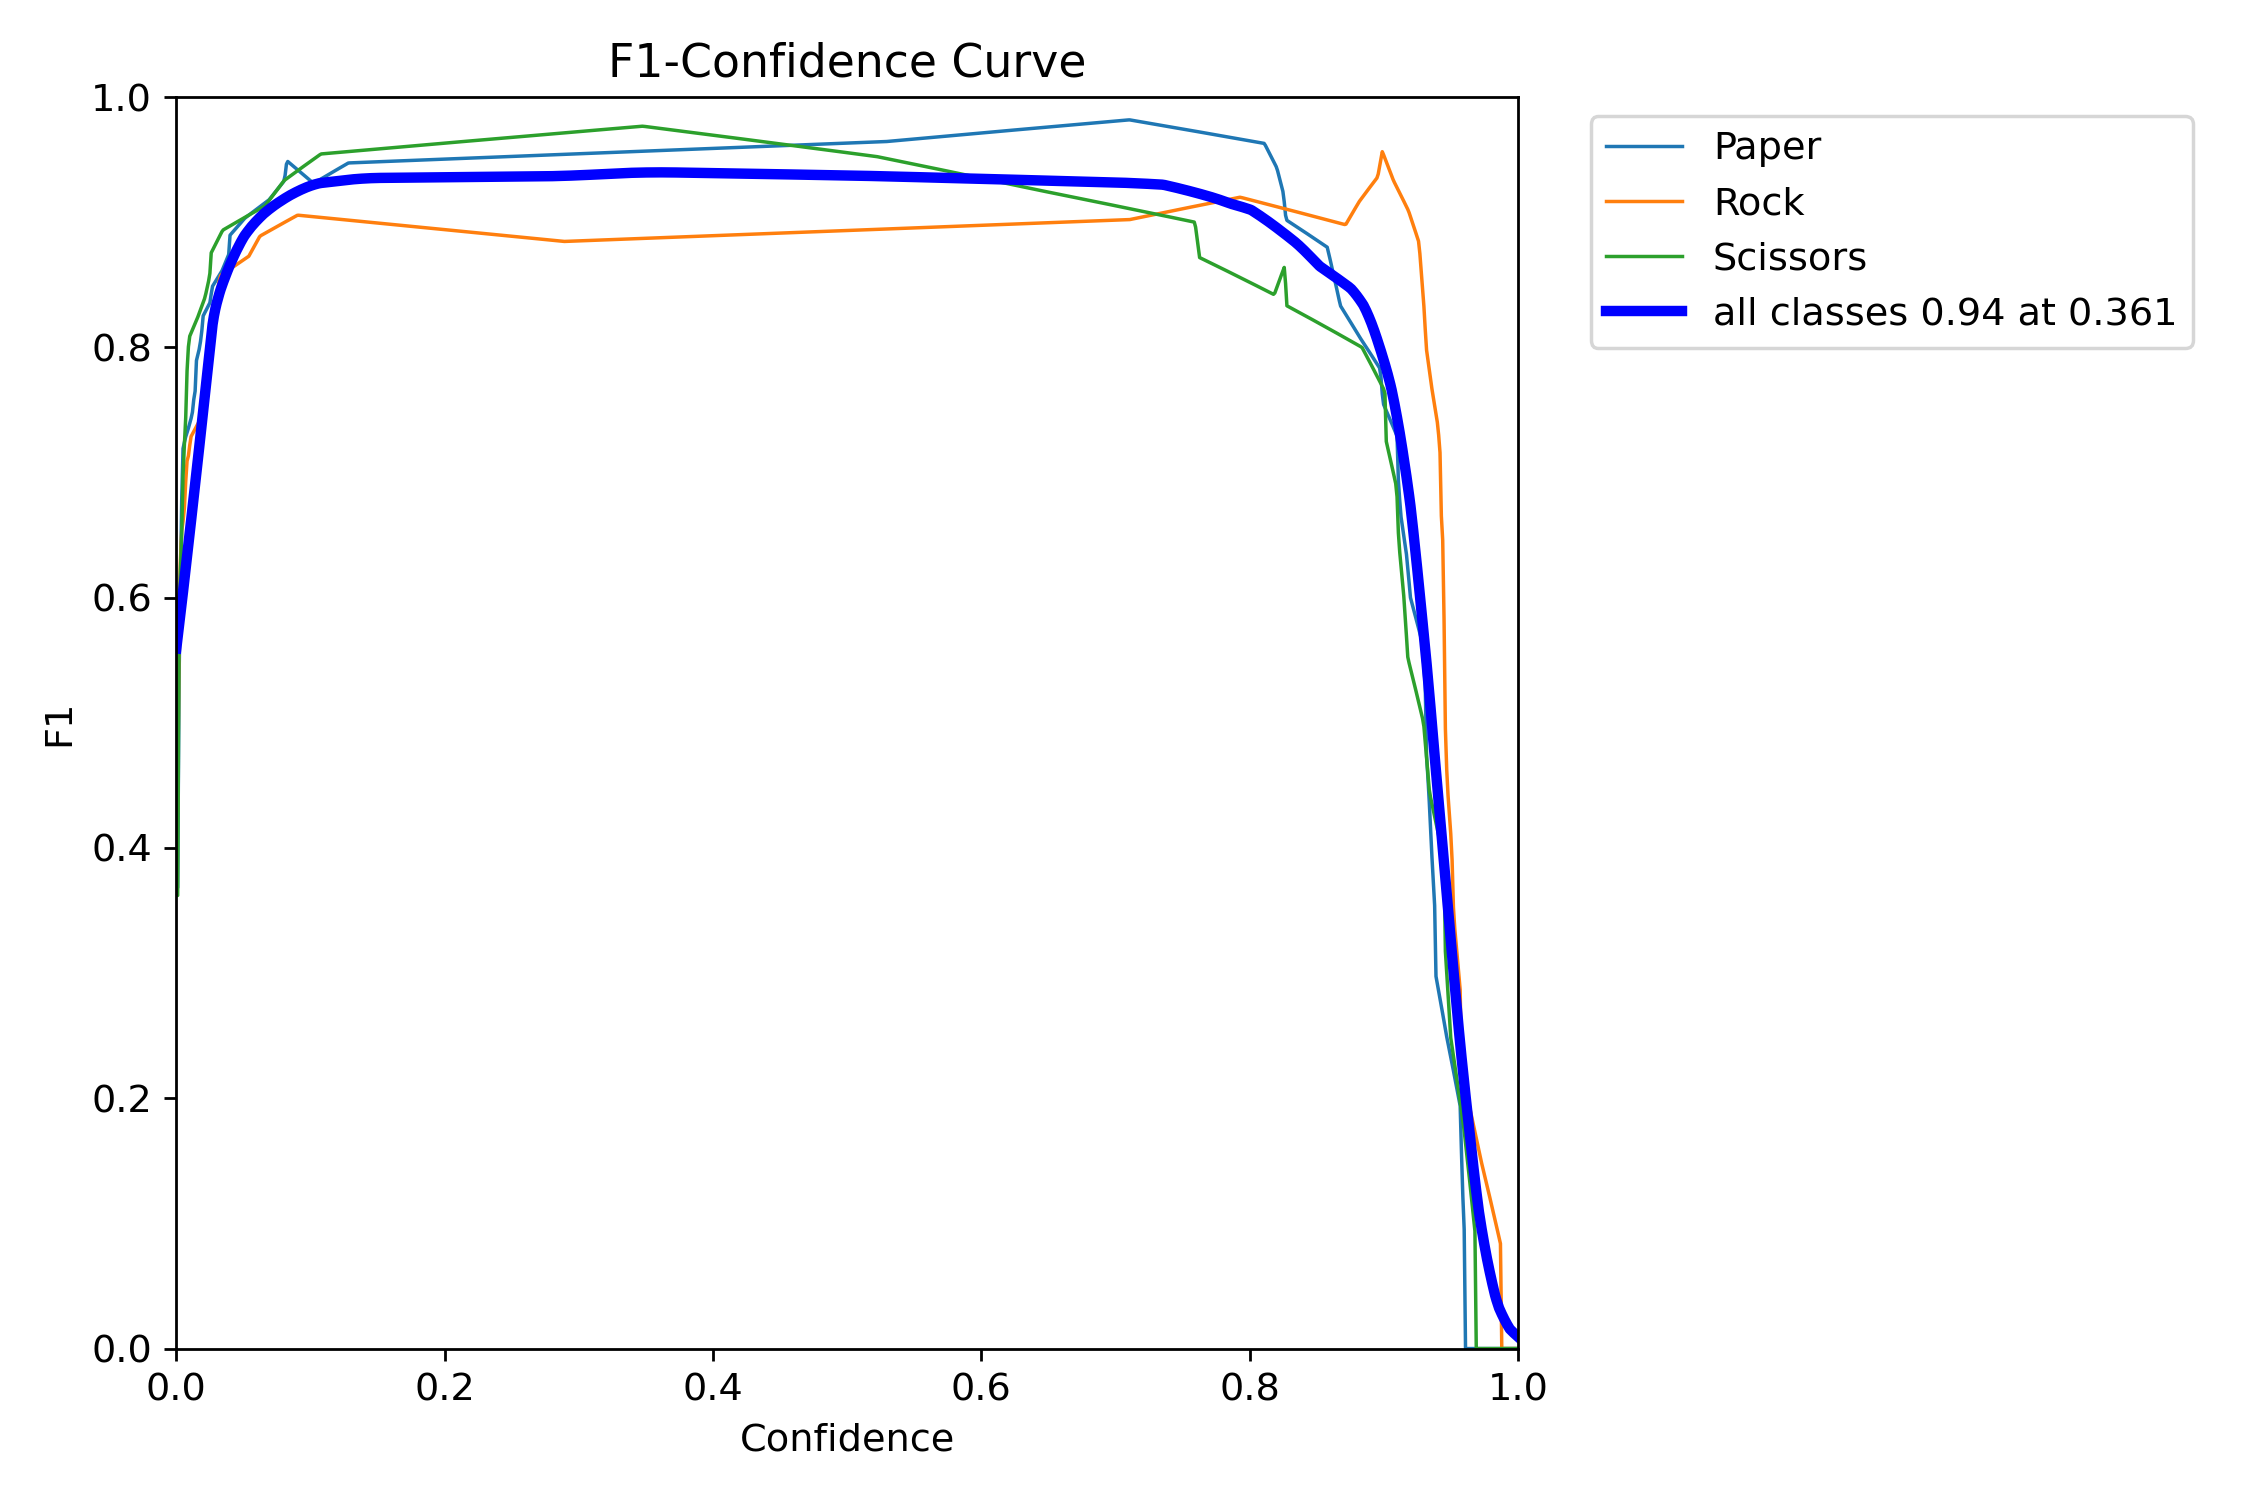 F1-Confidence Curve
1.0
0.8
0.6
0.4
0.2
0.0
F1
0.0 0.2 0.4 0.6 0.8 1.0
Confidence
Paper
Rock
Scissors
all classes 0.94 at 0.361